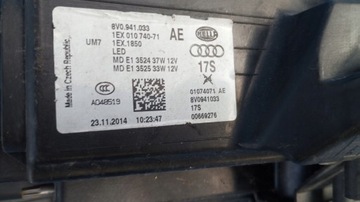 8V0.941.033 AE
1EX 010 740-71
UM7 1EX.1850
LED
MD E1 3524 37W 12V
MD E1 3525 33W 12V
Made in Czech Republic
A048519
23.11.2014 10:23:47
HELLA
17S
01074071 AE
8V0941033
17S
00669276